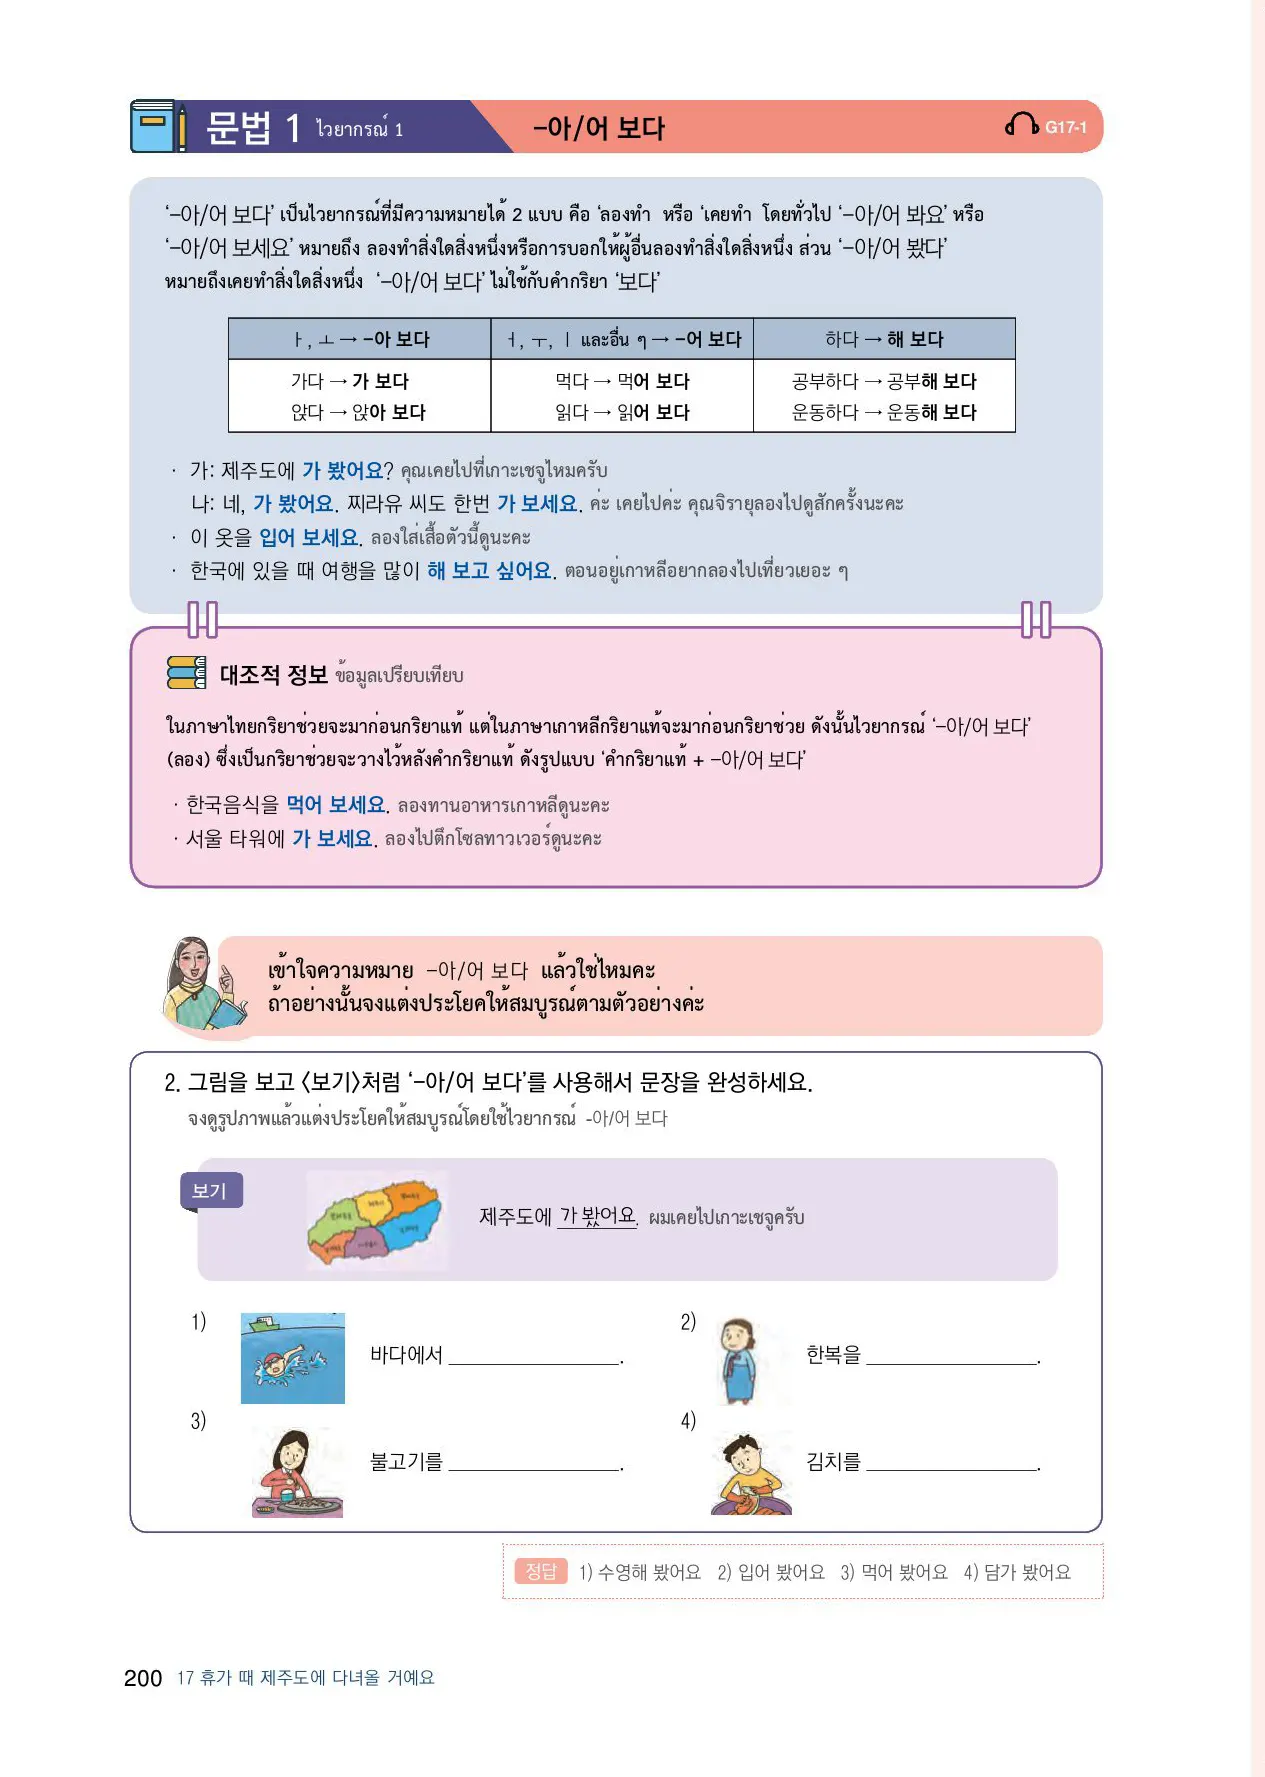 문법 1 ไวยากรณ์ 1 -아/어 보다 G17-1
‘-아/어 보다’ เป็นไวยากรณ์ที่มีความหมายได้ 2 แบบ คือ ‘ลองทำ หรือ ‘เคยทำ โดยทั่วไป ‘-아/어 봐요’ หรือ
‘-아/어 보세요’ หมายถึง ลองทำสิ่งใดสิ่งหนึ่งหรือการบอกให้ผู้อื่นลองทำสิ่งใดสิ่งหนึ่ง ส่วน ‘-아/어 봤다’
หมายถึงเคยทำสิ่งใดสิ่งหนึ่ง ‘-아/어 보다’ ไม่ใช้กับคำกริยา ‘보다’
ㅏ, ㅗ → -아 보다 ㅓ, ㅜ, ㅣ และอื่น ๆ → -어 보다 하다 → 해 보다
가다 → 가 보다 먹다 → 먹어 보다 공부하다 → 공부해 보다
앉다 → 앉아 보다 읽다 → 읽어 보다 운동하다 → 운동해 보다
· 가: 제주도에 가 봤어요? คุณเคยไปที่เกาะเชจูไหมครับ
나: 네, 가 봤어요. 찌라유 씨도 한번 가 보세요. ค่ะ เคยไปค่ะ คุณจิรายุลองไปดูสักครั้งนะคะ
· 이 옷을 입어 보세요. ลองใส่เสื้อตัวนี้ดูนะคะ
· 한국에 있을 때 여행을 많이 해 보고 싶어요. ตอนอยู่เกาหลีอยากลองไปเที่ยวเยอะ ๆ
대조적 정보 ข้อมูลเปรียบเทียบ
ในภาษาไทยกริยาช่วยจะมาก่อนกริยาแท้ แต่ในภาษาเกาหลีกริยาแท้จะมาก่อนกริยาช่วย ดังนั้นไวยากรณ์ ‘-아/어 보다’
(ลอง) ซึ่งเป็นกริยาช่วยจะวางไว้หลังคำกริยาแท้ ดังรูปแบบ ‘คำกริยาแท้ + -아/어 보다’
· 한국음식을 먹어 보세요. ลองทานอาหารเกาหลีดูนะคะ
· 서울 타워에 가 보세요. ลองไปตึกโซลทาวเวอร์ดูนะคะ
เข้าใจความหมาย -아/어 보다 แล้วใช่ไหมคะ
ถ้าอย่างนั้นจงแต่งประโยคให้สมบูรณ์ตามตัวอย่างค่ะ
2. 그림을 보고 〈보기〉처럼 ‘-아/어 보다’를 사용해서 문장을 완성하세요.
จงดูรูปภาพแล้วแต่งประโยคให้สมบูรณ์โดยใช้ไวยากรณ์ -아/어 보다
보기
제주도에 가 봤어요. ผมเคยไปเกาะเชจูครับ
1) 바다에서 ________________.
2) 한복을 ________________.
3) 불고기를 ________________.
4) 김치를 ________________.
정답 1) 수영해 봤어요 2) 입어 봤어요 3) 먹어 봤어요 4) 담가 봤어요
200 17 휴가 때 제주도에 다녀올 거예요